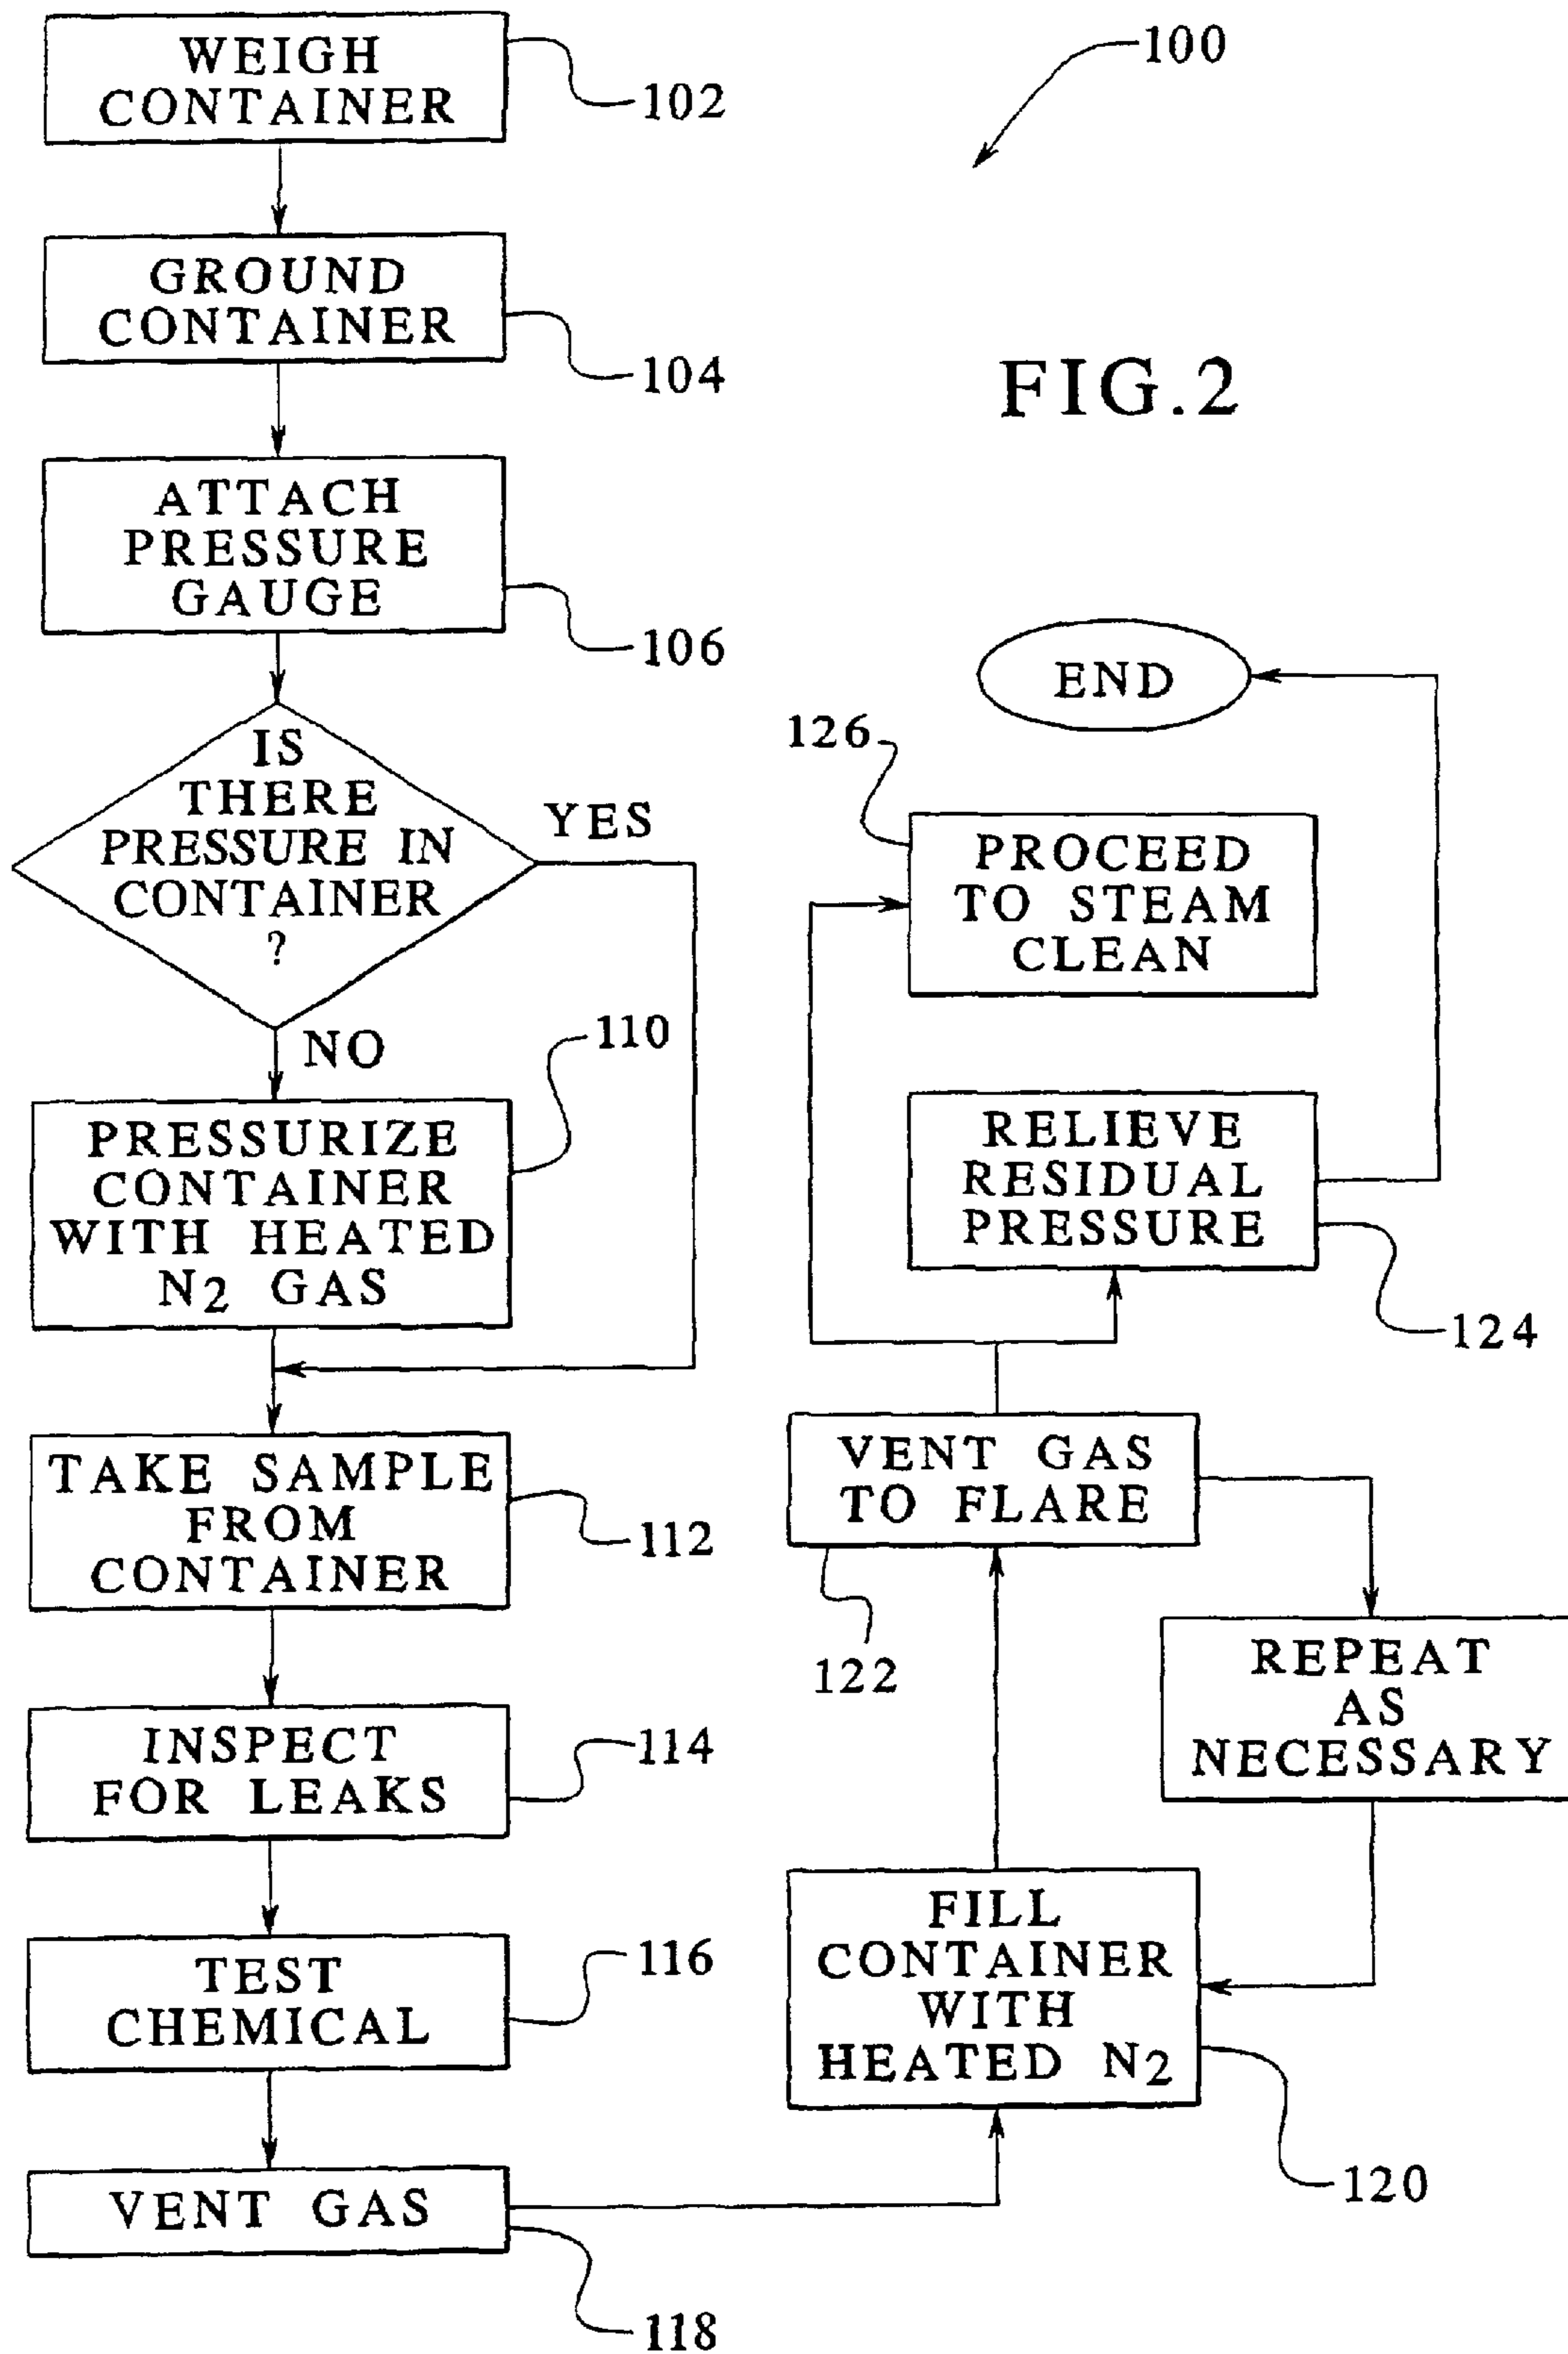 WEIGH
CONTAINER
102
100
GROUND
CONTAINER
104
FIG.2
ATTACH
PRESSURE
GAUGE
106
IS
THERE
PRESSURE IN
CONTAINER
?
YES
NO
PRESSURIZE
CONTAINER
WITH HEATED
N2 GAS
110
TAKE SAMPLE
FROM
CONTAINER
112
INSPECT
FOR LEAKS
114
TEST
CHEMICAL
116
VENT GAS
118
FILL
CONTAINER
WITH
HEATED N2
120
VENT GAS
TO FLARE
122
REPEAT
AS
NECESSARY
RELIEVE
RESIDUAL
PRESSURE
124
PROCEED
TO STEAM
CLEAN
126
END